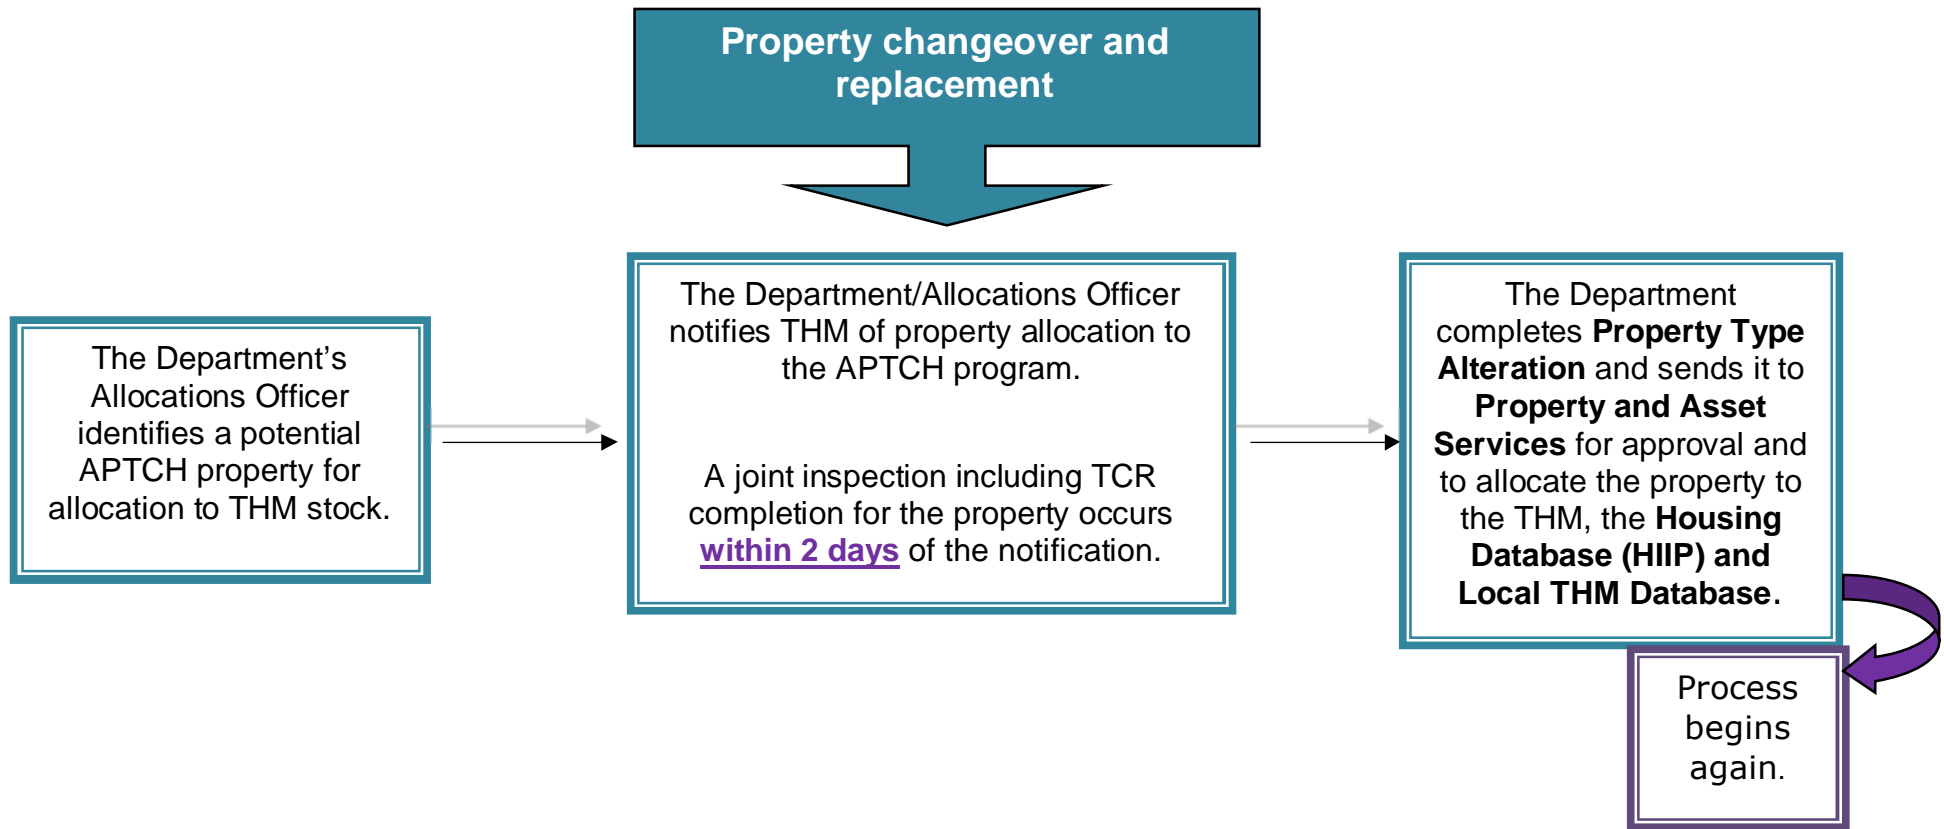 Property changeover and
replacement
The Department’s
Allocations Officer
identifies a potential
APTCH property for
allocation to THM stock.
The Department/Allocations Officer
notifies THM of property allocation to
the APTCH program.
A joint inspection including TCR
completion for the property occurs
within 2 days of the notification.
The Department
completes Property Type
Alteration and sends it to
Property and Asset
Services for approval and
to allocate the property to
the THM, the Housing
Database (HIIP) and
Local THM Database.
Process
begins
again.